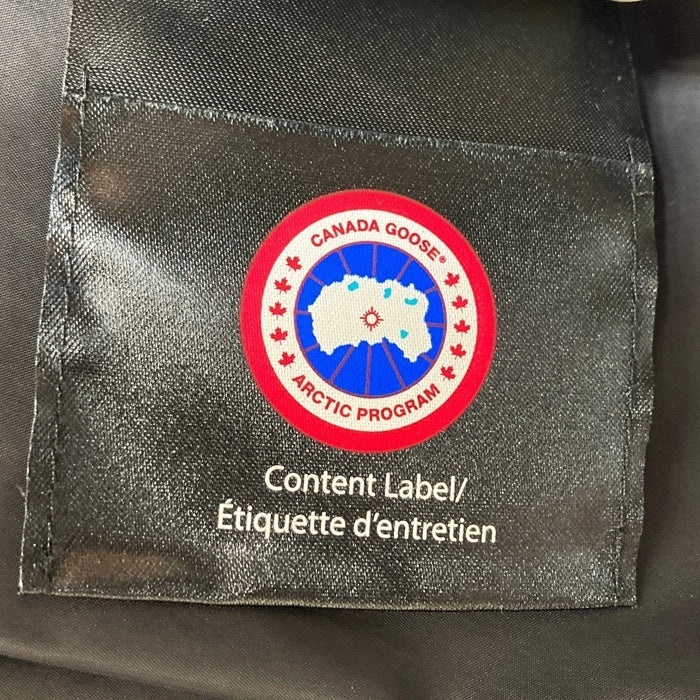 CANADA GOOSE®
ARCTIC PROGRAM
Content Label/
Étiquette d'entretien